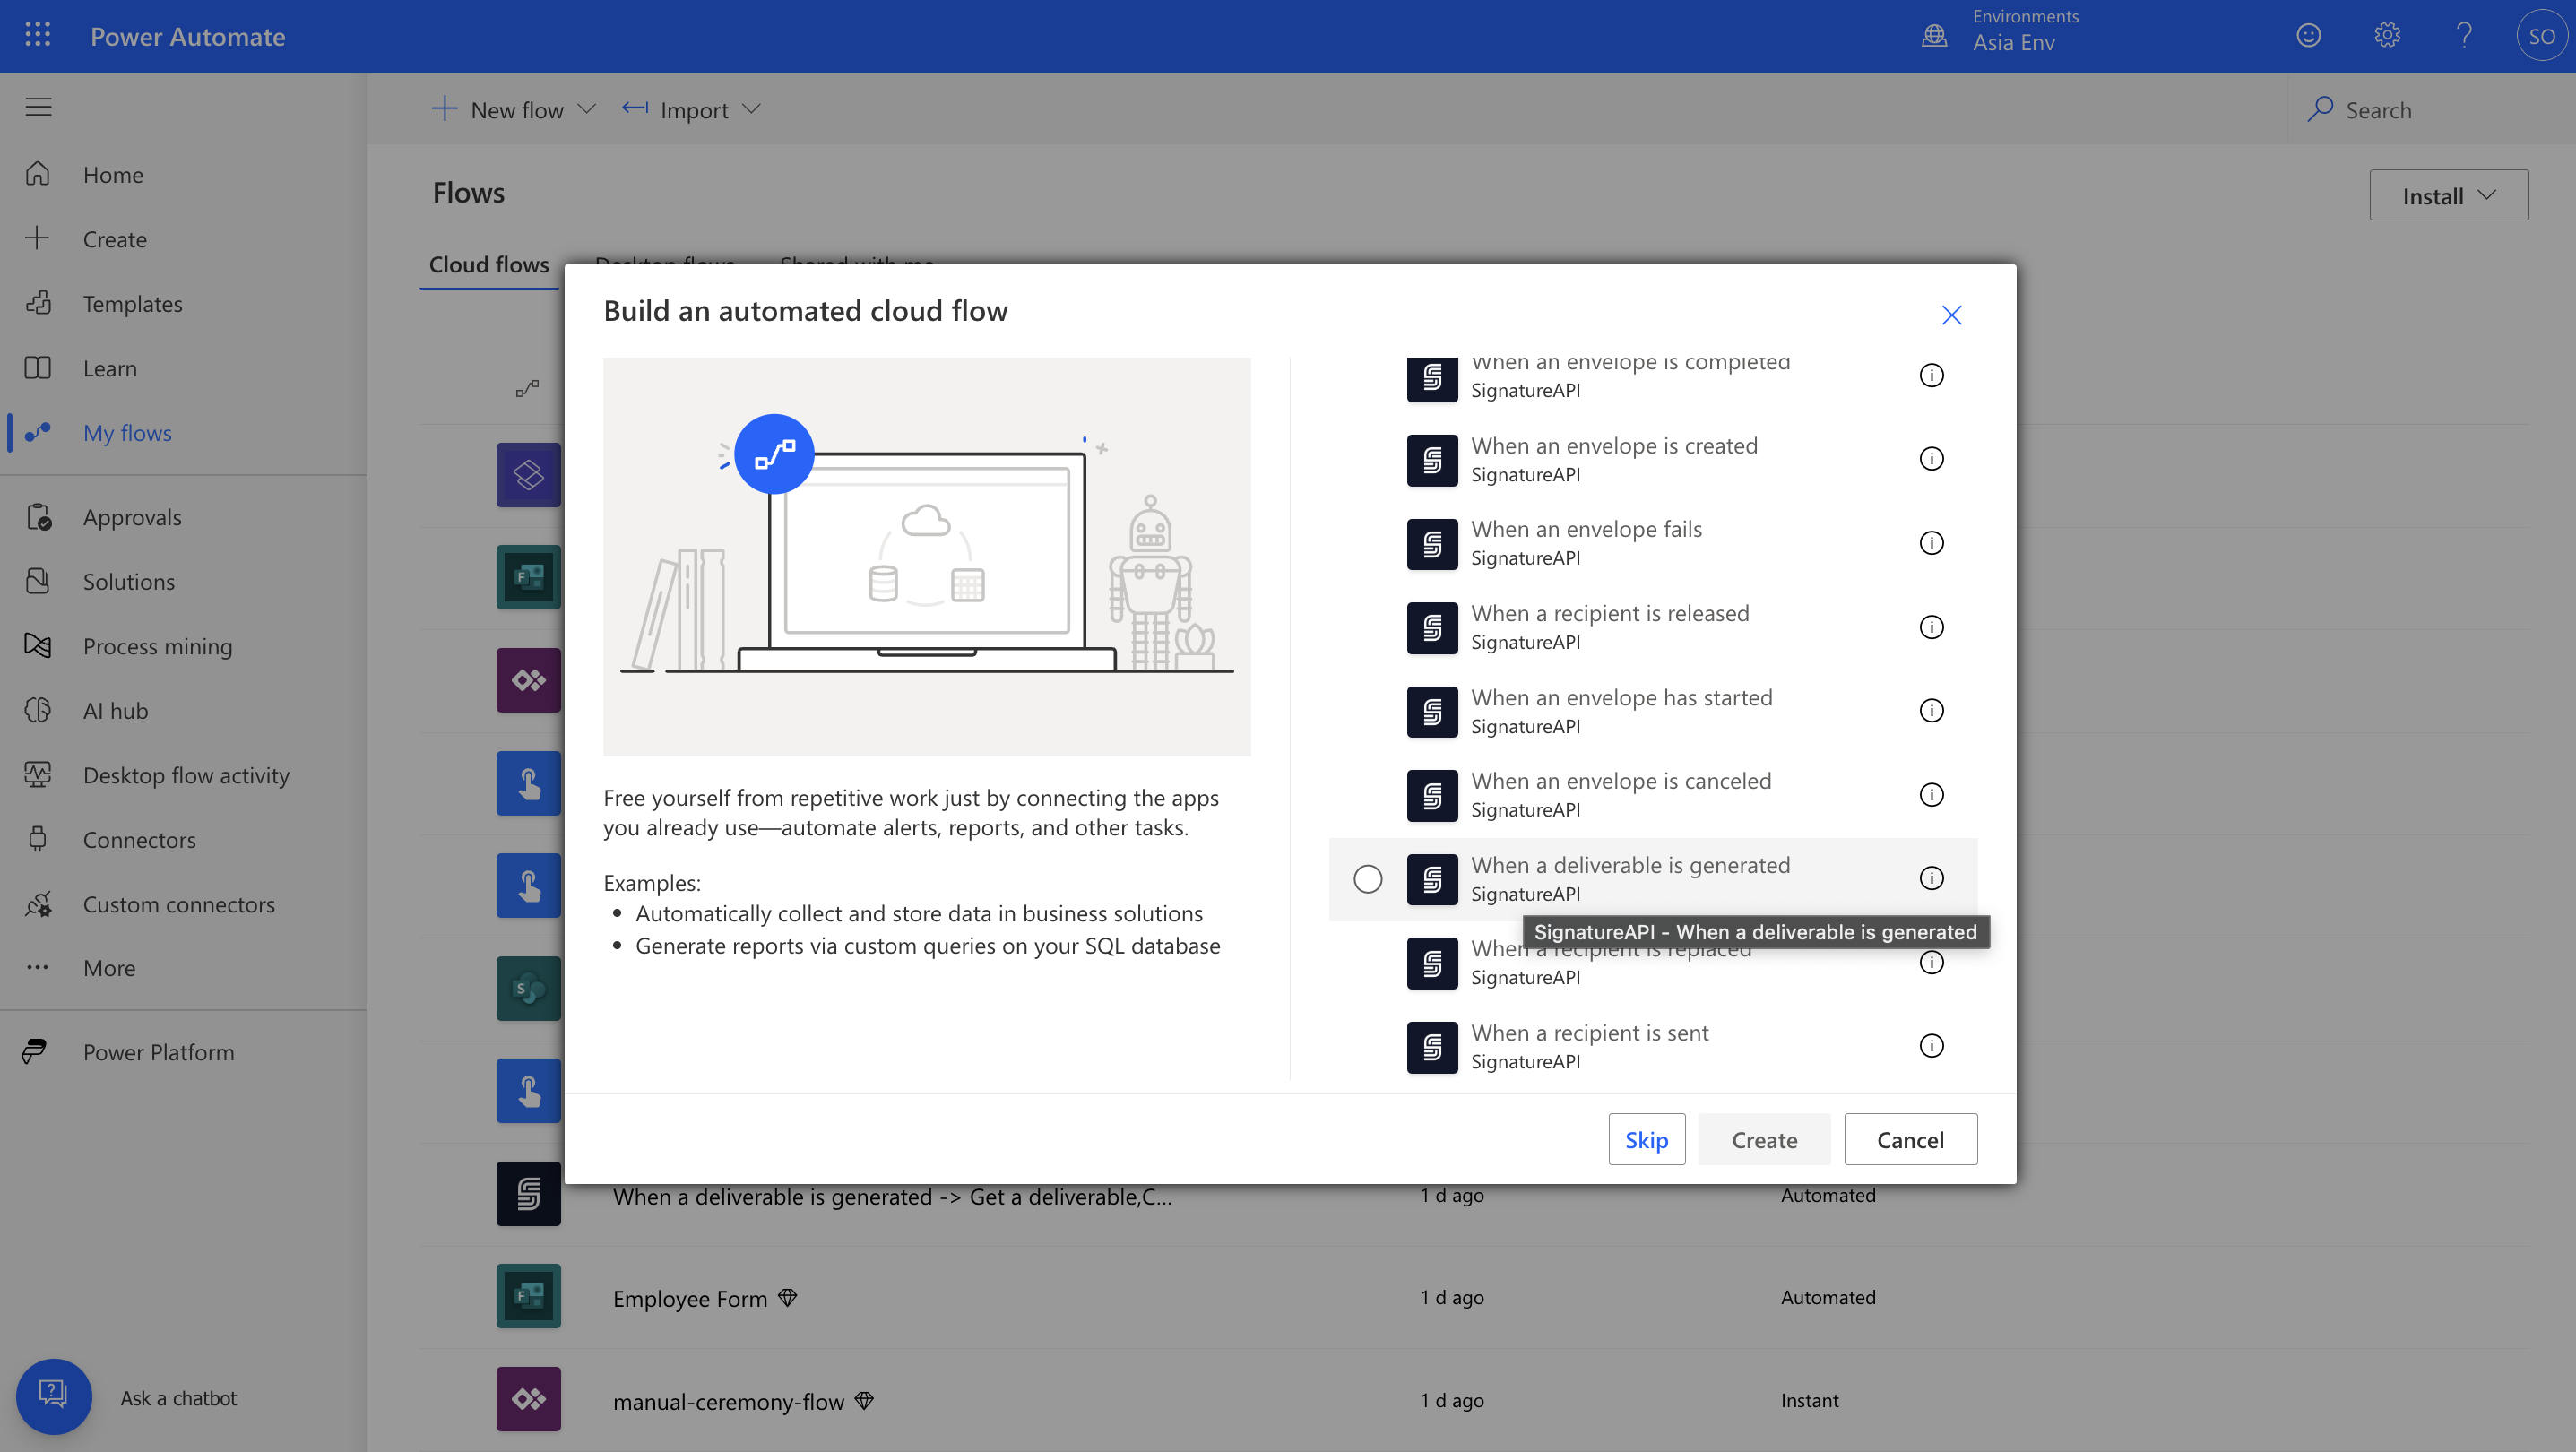 Power Automate
Environments
Asia Env
SO
New flow
Import
Search
Home
Create
Templates
Learn
My flows
Approvals
Solutions
Process mining
AI hub
Desktop flow activity
Connectors
Custom connectors
More
Power Platform
Ask a chatbot
Flows
Install
Cloud flows
Desktop flows
Shared with me
Build an automated cloud flow
Free yourself from repetitive work just by connecting the apps
you already use—automate alerts, reports, and other tasks.
Examples:
• Automatically collect and store data in business solutions
• Generate reports via custom queries on your SQL database
When an envelope is completed
SignatureAPI
When an envelope is created
SignatureAPI
When an envelope fails
SignatureAPI
When a recipient is released
SignatureAPI
When an envelope has started
SignatureAPI
When an envelope is canceled
SignatureAPI
When a deliverable is generated
SignatureAPI
SignatureAPI - When a deliverable is generated
When a recipient is replaced
SignatureAPI
When a recipient is sent
SignatureAPI
Skip
Create
Cancel
When a deliverable is generated -> Get a deliverable,C...
1 d ago
Automated
Employee Form
1 d ago
Automated
manual-ceremony-flow
1 d ago
Instant